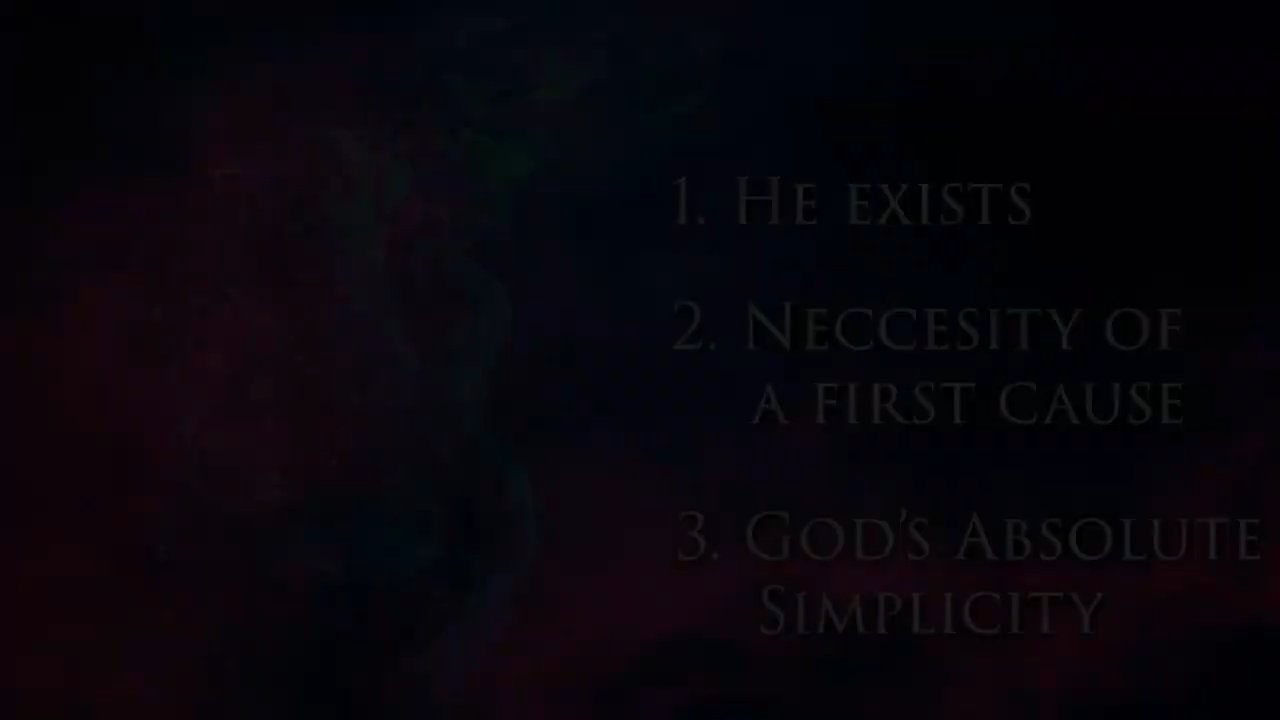 1. He exists
2. Neccesity of
a first cause
3. God's Absolute
Simplicity